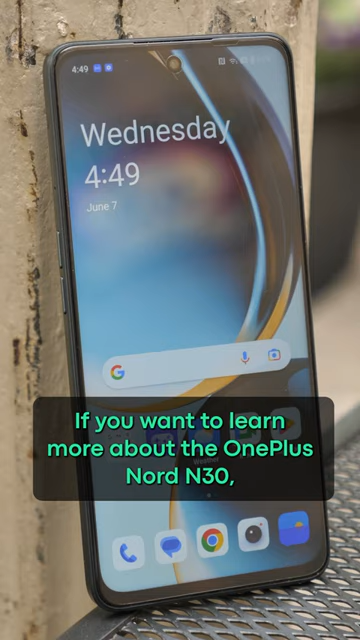 4:49
Wednesday
4:49
June 7
If you want to learn
more about the OnePlus
Nord N30,